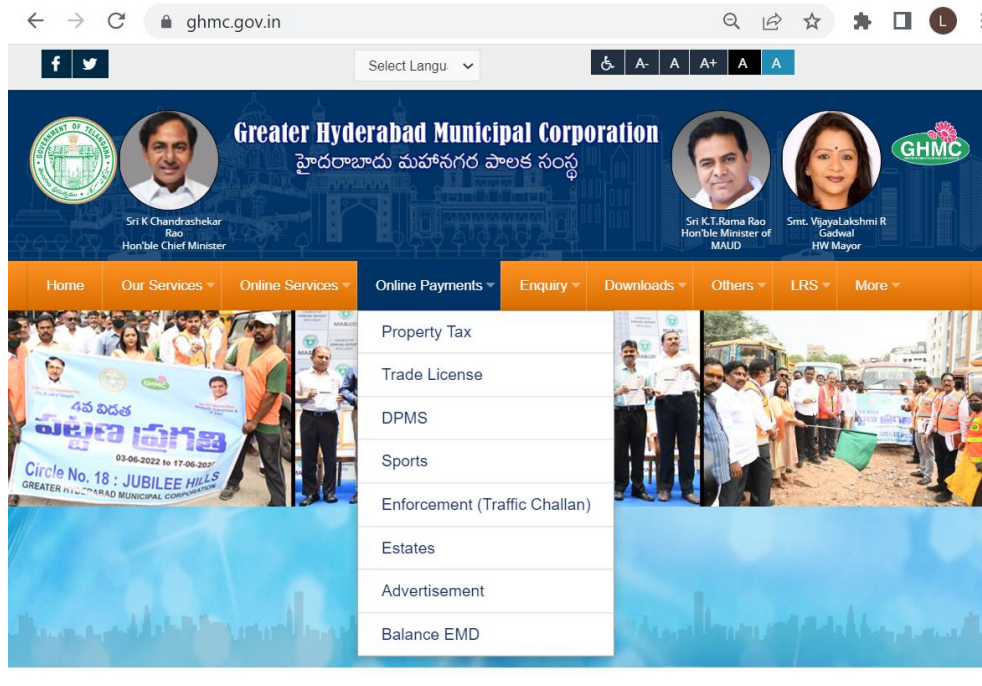 ghmc.gov.in
L
Select Langu
A- A A+ A A
GOVERNMENT OF TELANGANA
Greater Hyderabad Municipal Corporation
హైదరాబాదు మహానగర పాలక సంస్థ
GHMC
Sri K Chandrashekar
Rao
Hon'ble Chief Minister
Sri K.T.Rama Rao
Hon'ble Minister of
MAUD
Smt. VijayaLakshmi R
Gadwal
HW Mayor
Home Our Services Online Services Online Payments Enquiry Downloads Others LRS More
Property Tax
Trade License
DPMS
Sports
Enforcement (Traffic Challan)
Estates
Advertisement
Balance EMD
GHMC
4వ విడత
పట్టణ ప్రగతి
03-06-2022 to 17-06-202
Circle No. 18 : JUBILEE HILLS
GREATER HYDERABAD MUNICIPAL CORPORATION